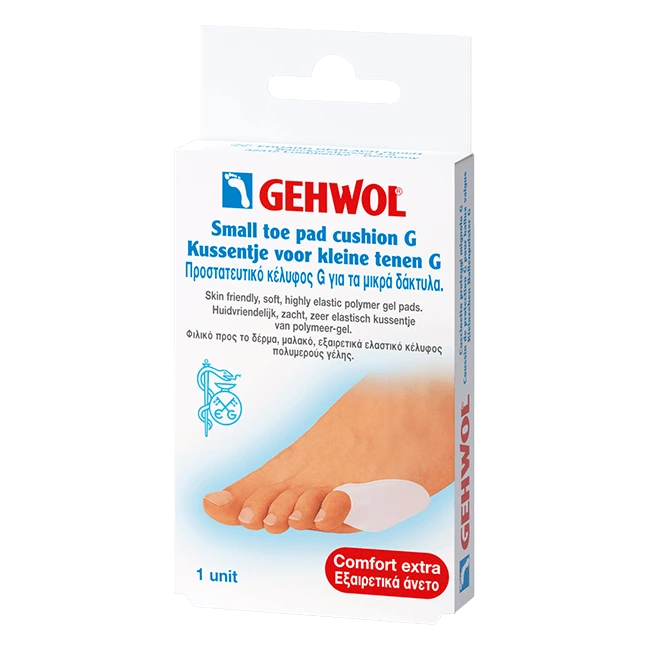 GEHWOL®
Small toe pad cushion G
Kussentje voor kleine tenen G
Προστατευτικό κέλυφος G για τα μικρά δάκτυλα.
Skin friendly, soft, highly elastic polymer gel pads.
Huidvriendelijk, zacht, zeer elastisch kussentje
van polymeer-gel.
Φιλικό προς το δέρμα, μαλακό, εξαιρετικά ελαστικό κέλυφος
πολυμερούς γέλης.
E G
1 unit
Comfort extra
Εξαιρετικά άνετο
GEHWOL